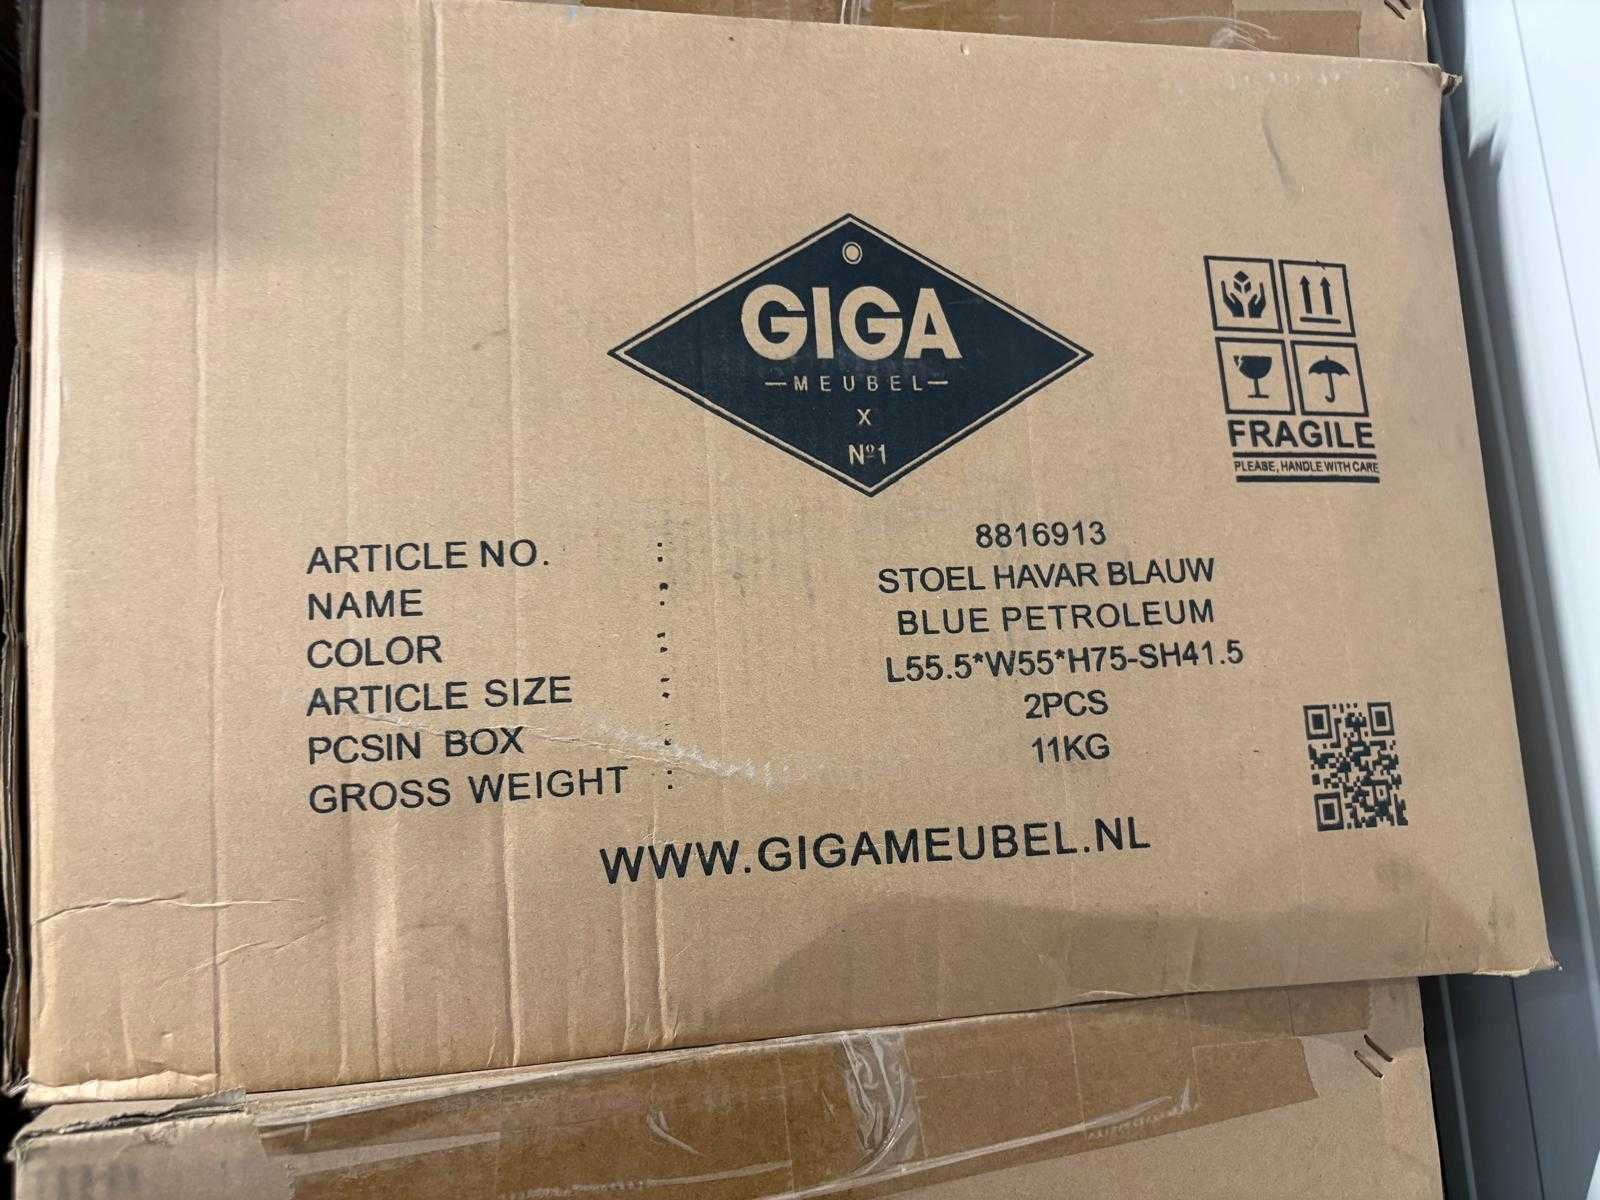 GIGA
MEUBEL
X
Nº1
FRAGILE
PLEASE, HANDLE WITH CARE
ARTICLE NO. : 8816913
NAME : STOEL HAVAR BLAUW
COLOR : BLUE PETROLEUM
ARTICLE SIZE : L55.5*W55*H75-SH41.5
PCSIN BOX : 2PCS
GROSS WEIGHT : 11KG
WWW.GIGAMEUBEL.NL